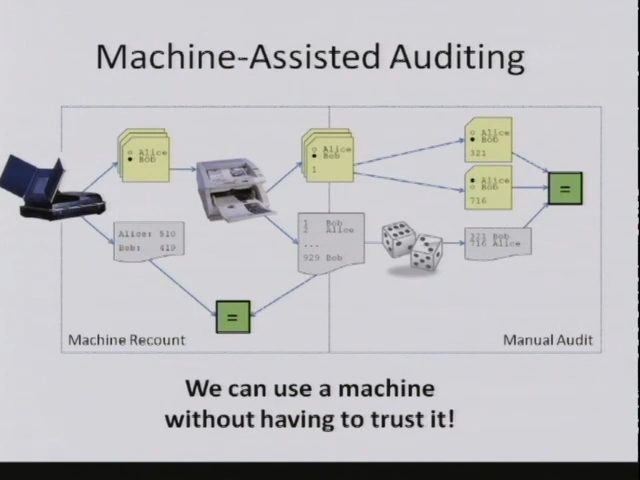 Machine-Assisted Auditing
Alice
Bob
Alice
Bob
1
Alice
Bob
321
Alice
Bob
716
=
Alice: 510
Bob: 419
1 Bob
2 Alice
...
929 Bob
321 Bob
716 Alice
=
Machine Recount
Manual Audit
We can use a machine
without having to trust it!